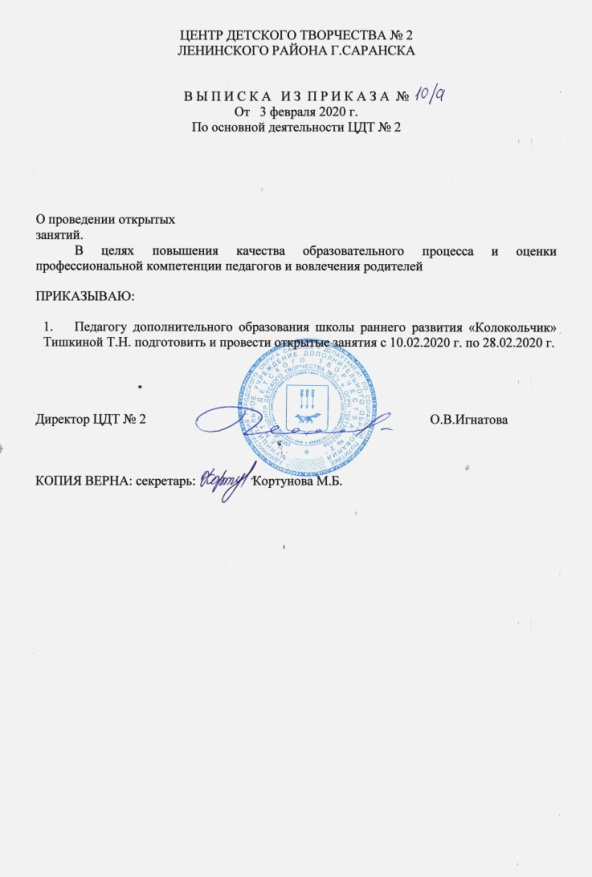 ЦЕНТР ДЕТСКОГО ТВОРЧЕСТВА № 2
ЛЕНИНСКОГО РАЙОНА Г.САРАНСКА
В Ы П И С К А И З П Р И К А З А № 10/9
От 3 февраля 2020 г.
По основной деятельности ЦДТ № 2
О проведении открытых
занятий.
В целях повышения качества образовательного процесса и оценки
профессиональной компетенции педагогов и вовлечения родителей
ПРИКАЗЫВАЮ:
1. Педагогу дополнительного образования школы раннего развития «Колокольчик»
Тишкиной Т.Н. подготовить и провести открытые занятия с 10.02.2020 г. по 28.02.2020 г.
Директор ЦДТ № 2 О.В.Игнатова
КОПИЯ ВЕРНА: секретарь: Кортунова М.Б.